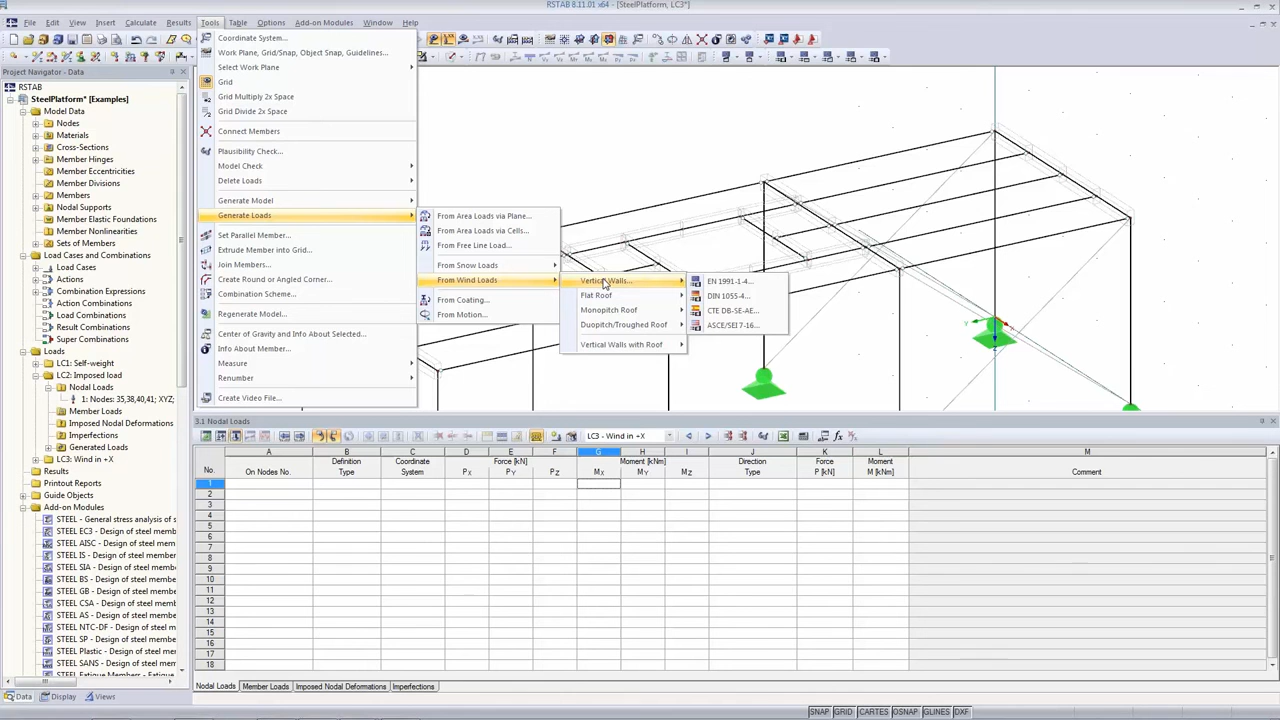 RSTAB 8.11.01 x64 - [SteelPlatform, LC3*]
File Edit View Insert Calculate Results Tools Table Options Add-on Modules Window Help
Project Navigator - Data
RSTAB
SteelPlatform* [Examples]
Model Data
Nodes
Materials
Cross-Sections
Member Hinges
Member Eccentricities
Member Divisions
Members
Nodal Supports
Member Elastic Foundations
Member Nonlinearities
Sets of Members
Load Cases and Combinations
Load Cases
Actions
Combination Expressions
Action Combinations
Load Combinations
Result Combinations
Super Combinations
Loads
LC1: Self-weight
LC2: Imposed load
Nodal Loads
1: Nodes: 35,38,40,41; XYZ;
Member Loads
Imposed Nodal Deformations
Imperfections
Generated Loads
LC3: Wind in +X
Results
Printout Reports
Guide Objects
Add-on Modules
STEEL - General stress analysis of s
STEEL EC3 - Design of steel membe
STEEL AISC - Design of steel memb
STEEL IS - Design of steel member
STEEL SIA - Design of steel membe
STEEL BS - Design of steel membe
STEEL GB - Design of steel membe
STEEL CSA - Design of steel memb
STEEL AS - Design of steel membe
STEEL NTC-DF - Design of steel me
STEEL SP - Design of steel membe
STEEL Plastic - Design of steel mem
STEEL SANS - Design of steel mem
STEEL Fatigue Members - Fatigue
Data Display Views
Coordinate System...
Work Plane, Grid/Snap, Object Snap, Guidelines...
Select Work Plane
Grid
Grid Multiply 2x Space
Grid Divide 2x Space
Connect Members
Plausibility Check...
Model Check
Delete Loads
Generate Model
Generate Loads
Set Parallel Member...
Extrude Member into Grid...
Join Members...
Create Round or Angled Corner...
Combination Scheme...
Regenerate Model...
Center of Gravity and Info About Selected...
Info About Member...
Measure
Renumber
Create Video File...
From Area Loads via Plane...
From Area Loads via Cells...
From Free Line Load...
From Snow Loads
From Wind Loads
From Coating...
From Motion...
Vertical Walls...
Flat Roof
Monopitch Roof
Duopitch/Troughed Roof
Vertical Walls with Roof
EN 1991-1-4...
DIN 1055-4...
CTE DB-SE-AE...
ASCE/SEI 7-16...
y
z
3.1 Nodal Loads
LC3 - Wind in +X
A B C D E F G H I J K L M
No. On Nodes No. Definition Type Coordinate System Force [kN] PX PY PZ Moment [kNm] MX MY MZ Direction Type Force P [kN] Moment M [kNm] Comment
1
2
3
4
5
6
7
8
9
10
11
12
13
14
15
16
17
18
Nodal Loads Member Loads Imposed Nodal Deformations Imperfections
SNAP GRID CARTES OSNAP GLINES DXF